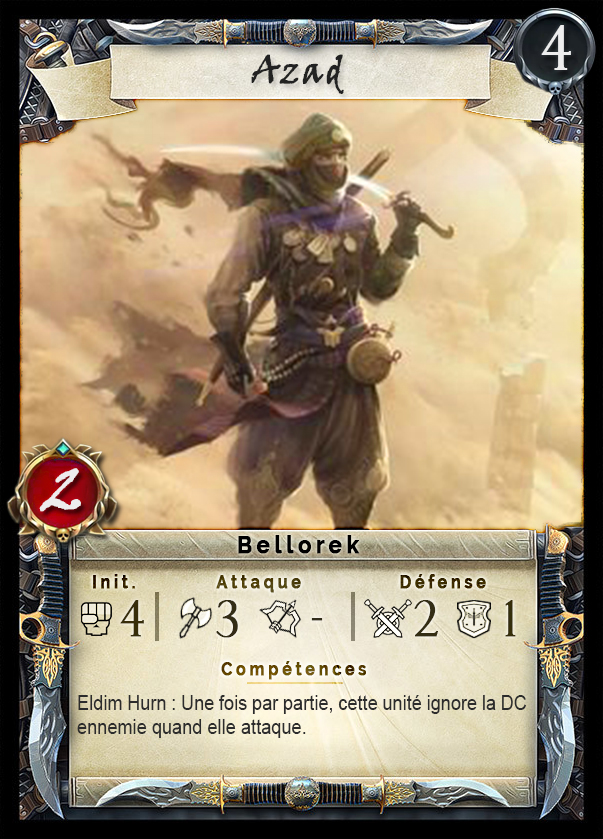 Azad
4
2
Bellorek
Init. Attaque Défense
4 3 - 2 1
Compétences
Eldim Hurn : Une fois par partie, cette unité ignore la DC
ennemie quand elle attaque.